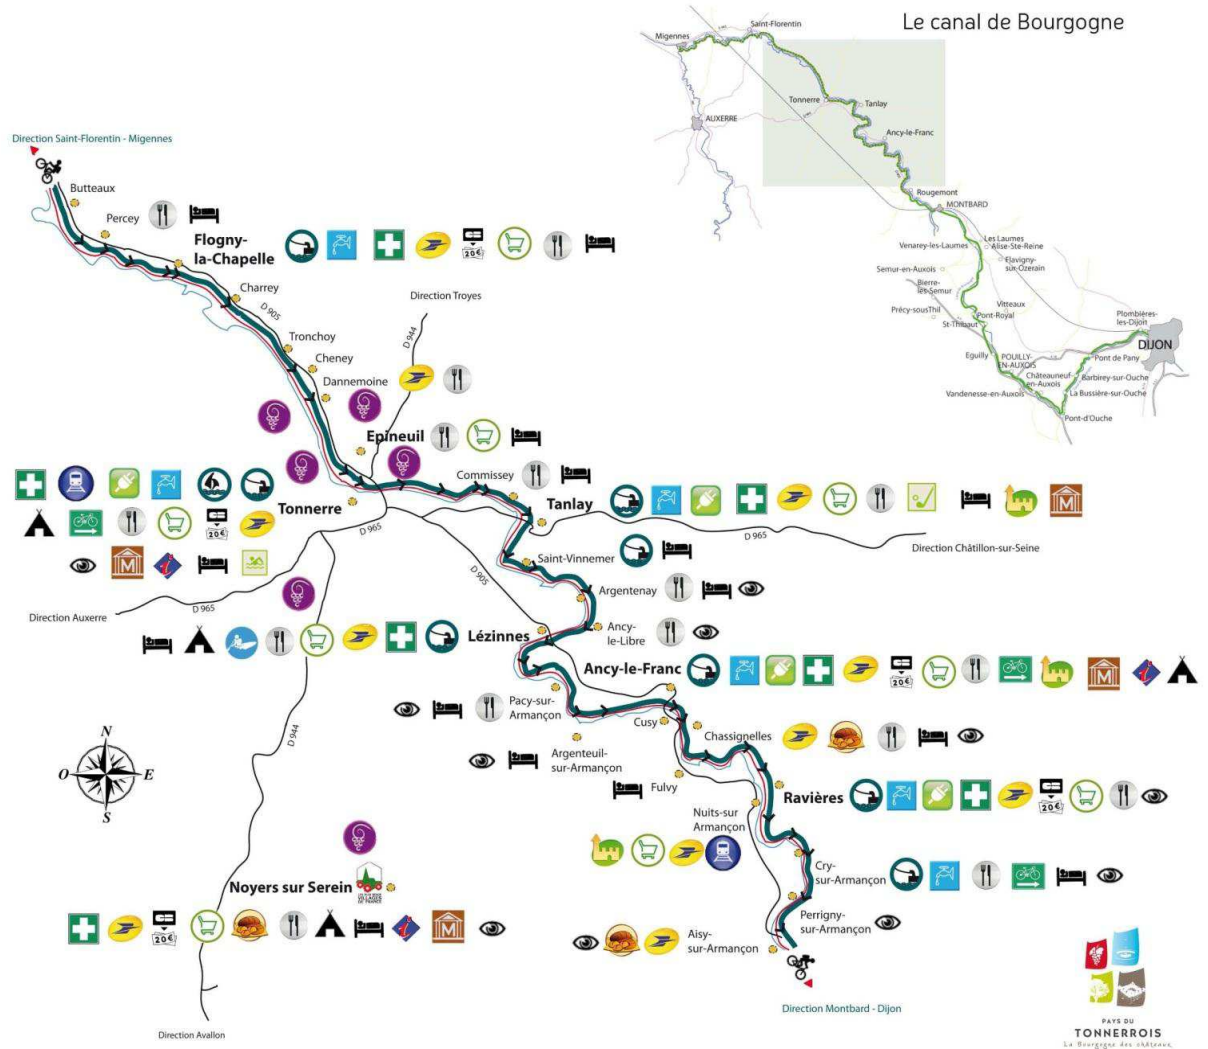 Le canal de Bourgogne
Saint-Florentin
Migennes
Tonnerre
Tanlay
AUXERRE
Ancy-le-Franc
Rougemont
MONTBARD
Venarey-les-Laumes
Les Laumes
Alise-Ste-Reine
Flavigny-
sur-Ozerain
Semur-en-Auxois
Bierre-
les-Semur
Vitteaux
Précy-sousThil
Pont-Royal
St-Thibaut
Plombières-
les-Dijon
DIJON
Eguilly
POUILLY-
EN-AUXOIS
Pont de Pany
Châteauneuf-
en-Auxois
Barbirey-sur-Ouche
Vandenesse-en-Auxois
La Bussière-sur-Ouche
Pont-d'Ouche
Direction Saint-Florentin - Migennes
Butteaux
Percey
Flogny-
la-Chapelle
20€
Charrey
D 905
Direction Troyes
D 944
Tronchoy
Cheney
Dannemoine
Epineuil
Commissey
Tonnerre
20€
M
i
Tanlay
M
D 965
D 965
Direction Châtillon-sur-Seine
Saint-Vinnemer
D 905
Argentenay
D 965
Direction Auxerre
Lézinnes
Ancy-
le-Libre
Ancy-le-Franc
20€
M
i
Pacy-sur-
Armançon
Cusy
Chassignelles
Argenteuil-
sur-Armançon
Fulvy
D 944
N
O
E
S
Ravières
20€
Nuits-sur
Armançon
Cry-
sur-Armançon
Noyers sur Serein
20€
i
M
Perrigny-
sur-Armançon
Aisy-
sur-Armançon
Direction Montbard - Dijon
Direction Avallon
PAYS DU
TONNERROIS
La Bourgogne des châteaux